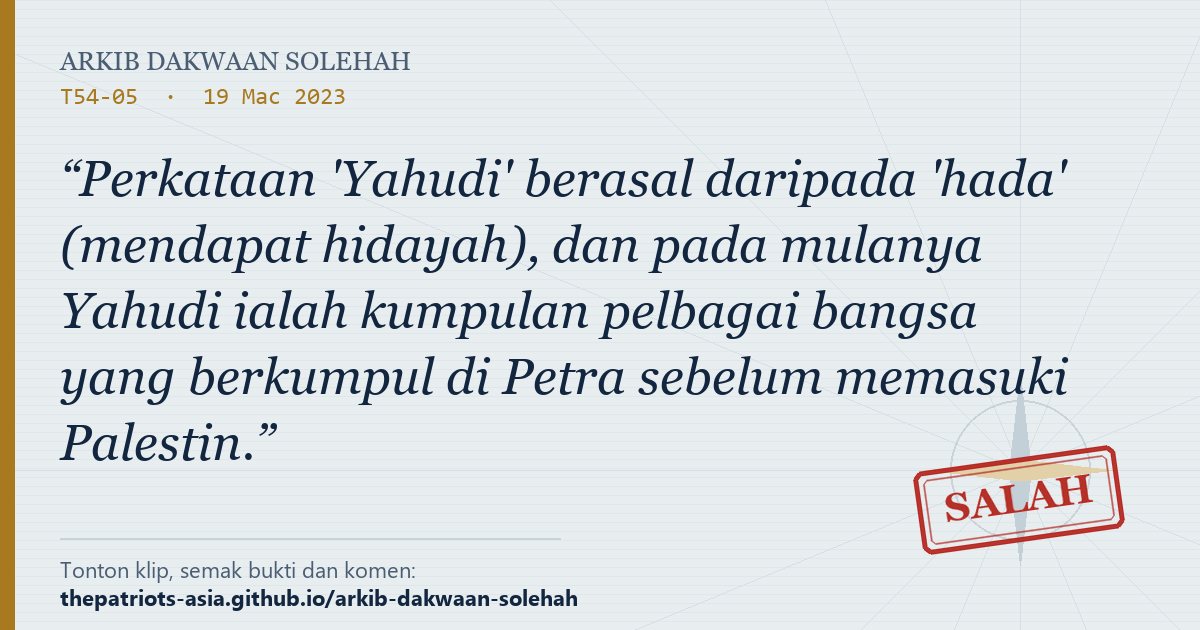 ARKIB DAKWAAN SOLEHAH
T54-05 · 19 Mac 2023
“Perkataan 'Yahudi' berasal daripada 'hada'
(mendapat hidayah), dan pada mulanya
Yahudi ialah kumpulan pelbagai bangsa
yang berkumpul di Petra sebelum memasuki
Palestin.”
SALAH
Tonton klip, semak bukti dan komen:
thepatriots-asia.github.io/arkib-dakwaan-solehah